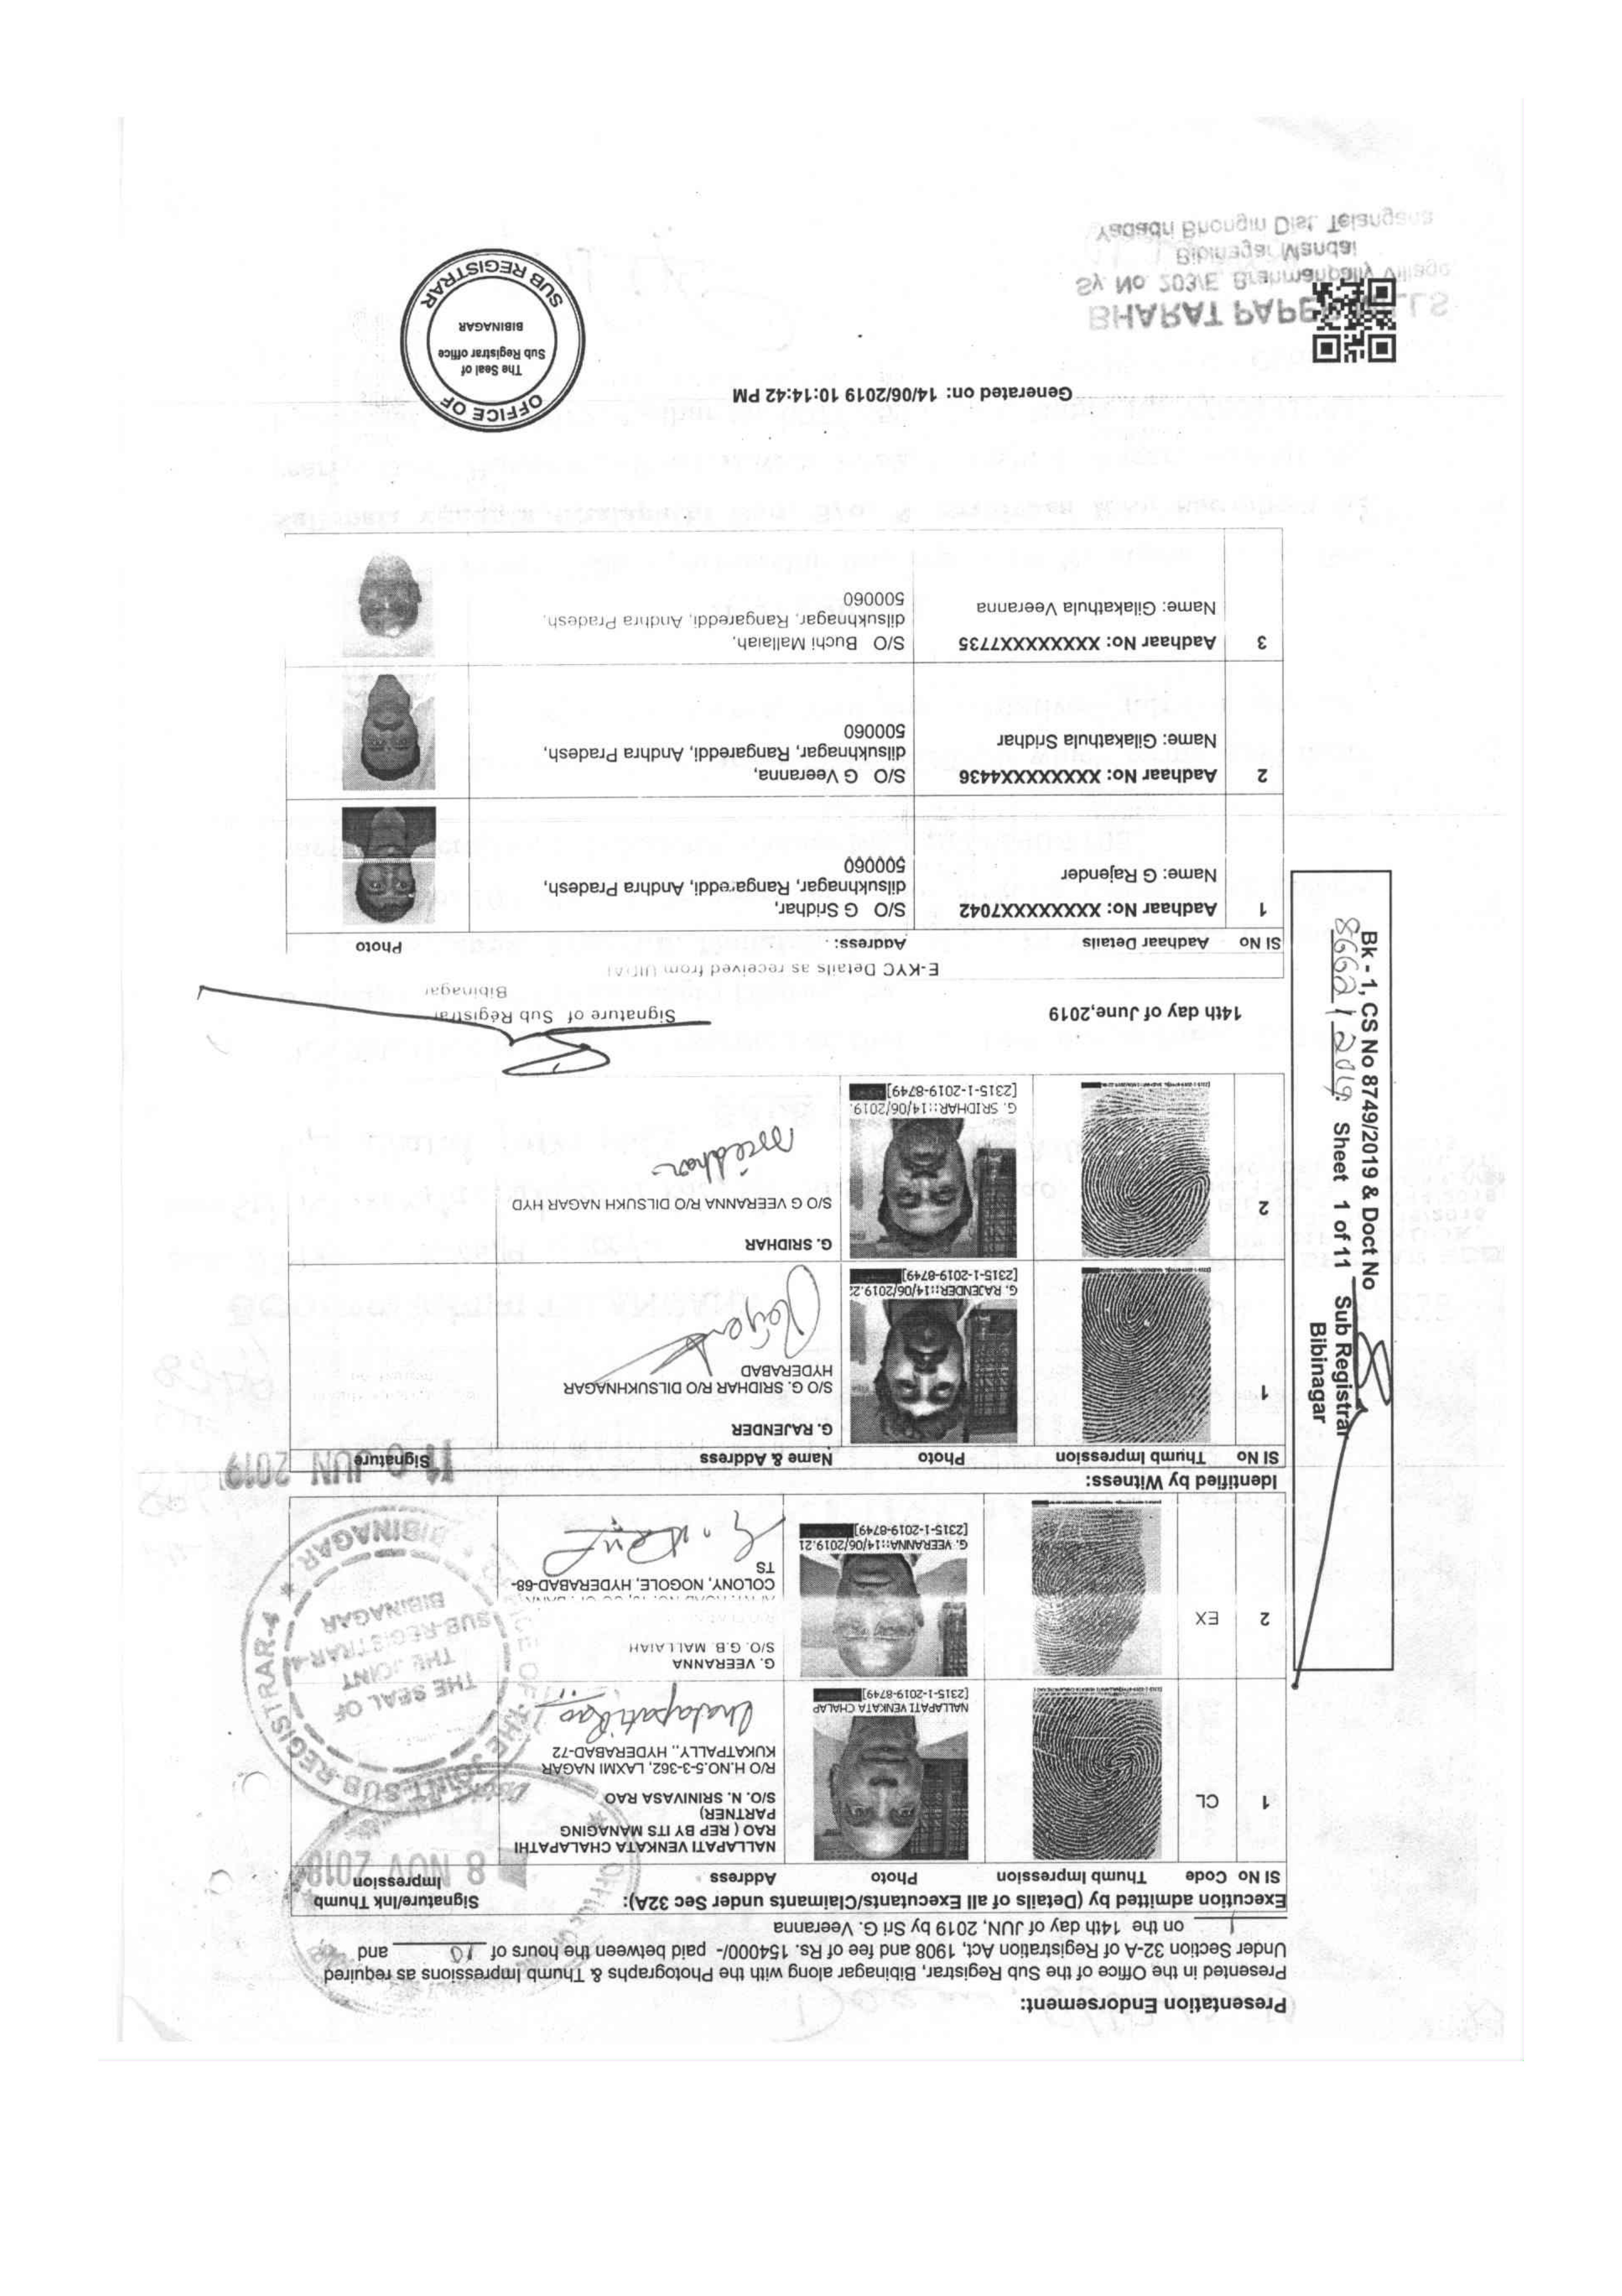 Presentation Endorsement:
Presented in the Office of the Sub Registrar, Bibinagar along with the Photographs & Thumb Impressions as required
Under Section 32-A of Registration Act, 1908 and fee of Rs. 154000/- paid between the hours of 10 and
1 on the 14th day of JUN, 2019 by Sri G. Veeranna
Execution admitted by (Details of all Executants/Claimants under Sec 32A): Signature/Ink Thumb Impression
Sl No Code Thumb Impression Photo Address
8 NOV 2018
1 CL
NALLAPATI VENKATA CHALAPATHI
RAO ( REP BY ITS MANAGING
PARTNER)
S/O. N. SRINIVASA RAO
R/O H.NO.5-3-362, LAXMI NAGAR
KUKATPALLY,, HYDERABAD-72
NALLAPATI VENKATA CHALAP
[2315-1-2019-8749]
2 EX
G. VEERANNA
S/O. G.B. MALLAIAH
COLONY, NOGOLE, HYDERABAD-68-
TS
G. VEERANNA::14/06/2019.21
[2315-1-2019-8749]
THE SEAL OF
THE JOINT
SUB-REGISTRAR-4
BIBINAGAR
THE JOINT SUB-REGISTRAR-4 * BIBINAGAR *
Identified by Witness:
JUN 2019
Sl No Thumb Impression Photo Name & Address Signature
1
G. RAJENDER
S/O G. SRIDHAR R/O DILSUKHNAGAR
HYDERABAD
G. RAJENDER::14/06/2019.2
[2315-1-2019-8749]
2
G. SRIDHAR
S/O G VEERANNA R/O DILSUKH NAGAR HYD
G. SRIDHAR::14/06/2019.
[2315-1-2019-8749]
14th day of June,2019
Signature of Sub Registrar
Bibinagar
E-KYC Details as received from UIDAI
Sl No Aadhaar Details Address: Photo
1 Aadhaar No: XXXXXXXXX7042 S/O G Sridhar,
dilsukhnagar, Rangareddi, Andhra Pradesh,
Name: G Rajender 500060
2 Aadhaar No: XXXXXXXXX4436 S/O G Veeranna,
dilsukhnagar, Rangareddi, Andhra Pradesh,
Name: Gilakathula Sridhar 500060
3 Aadhaar No: XXXXXXXXX7735 S/O Buchi Mallaiah,
dilsukhnagar, Rangareddi, Andhra Pradesh,
Name: Gilakathula Veeranna 500060
Generated on: 14/06/2019 10:14:42 PM
OFFICE OF
The Seal of
Sub Registrar office
BIBINAGAR
SUB REGISTRAR
BHARAT PAPER MILLS
Sy. No. 203/E, Brahmanpally Village
Bibinagar Mandal
Yadadri Bhongir Dist. Telangana
Bk - 1, CS No 8749/2019 & Doct No
8662 / 2019. Sheet 1 of 11 Sub Registrar
Bibinagar